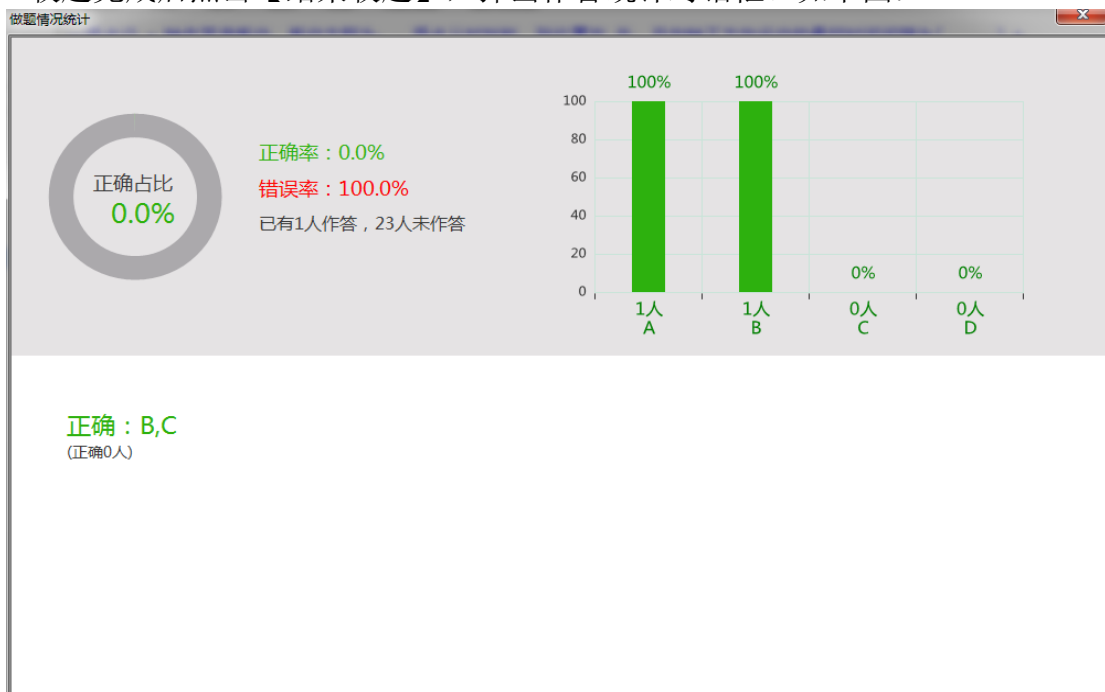 做题情况统计
正确占比
0.0%
正确率：0.0%
错误率：100.0%
已有1人作答，23人未作答
100% 100% 0% 0%
100
80
60
40
20
0
1人 1人 0人 0人
A B C D
正确：B,C
(正确0人)